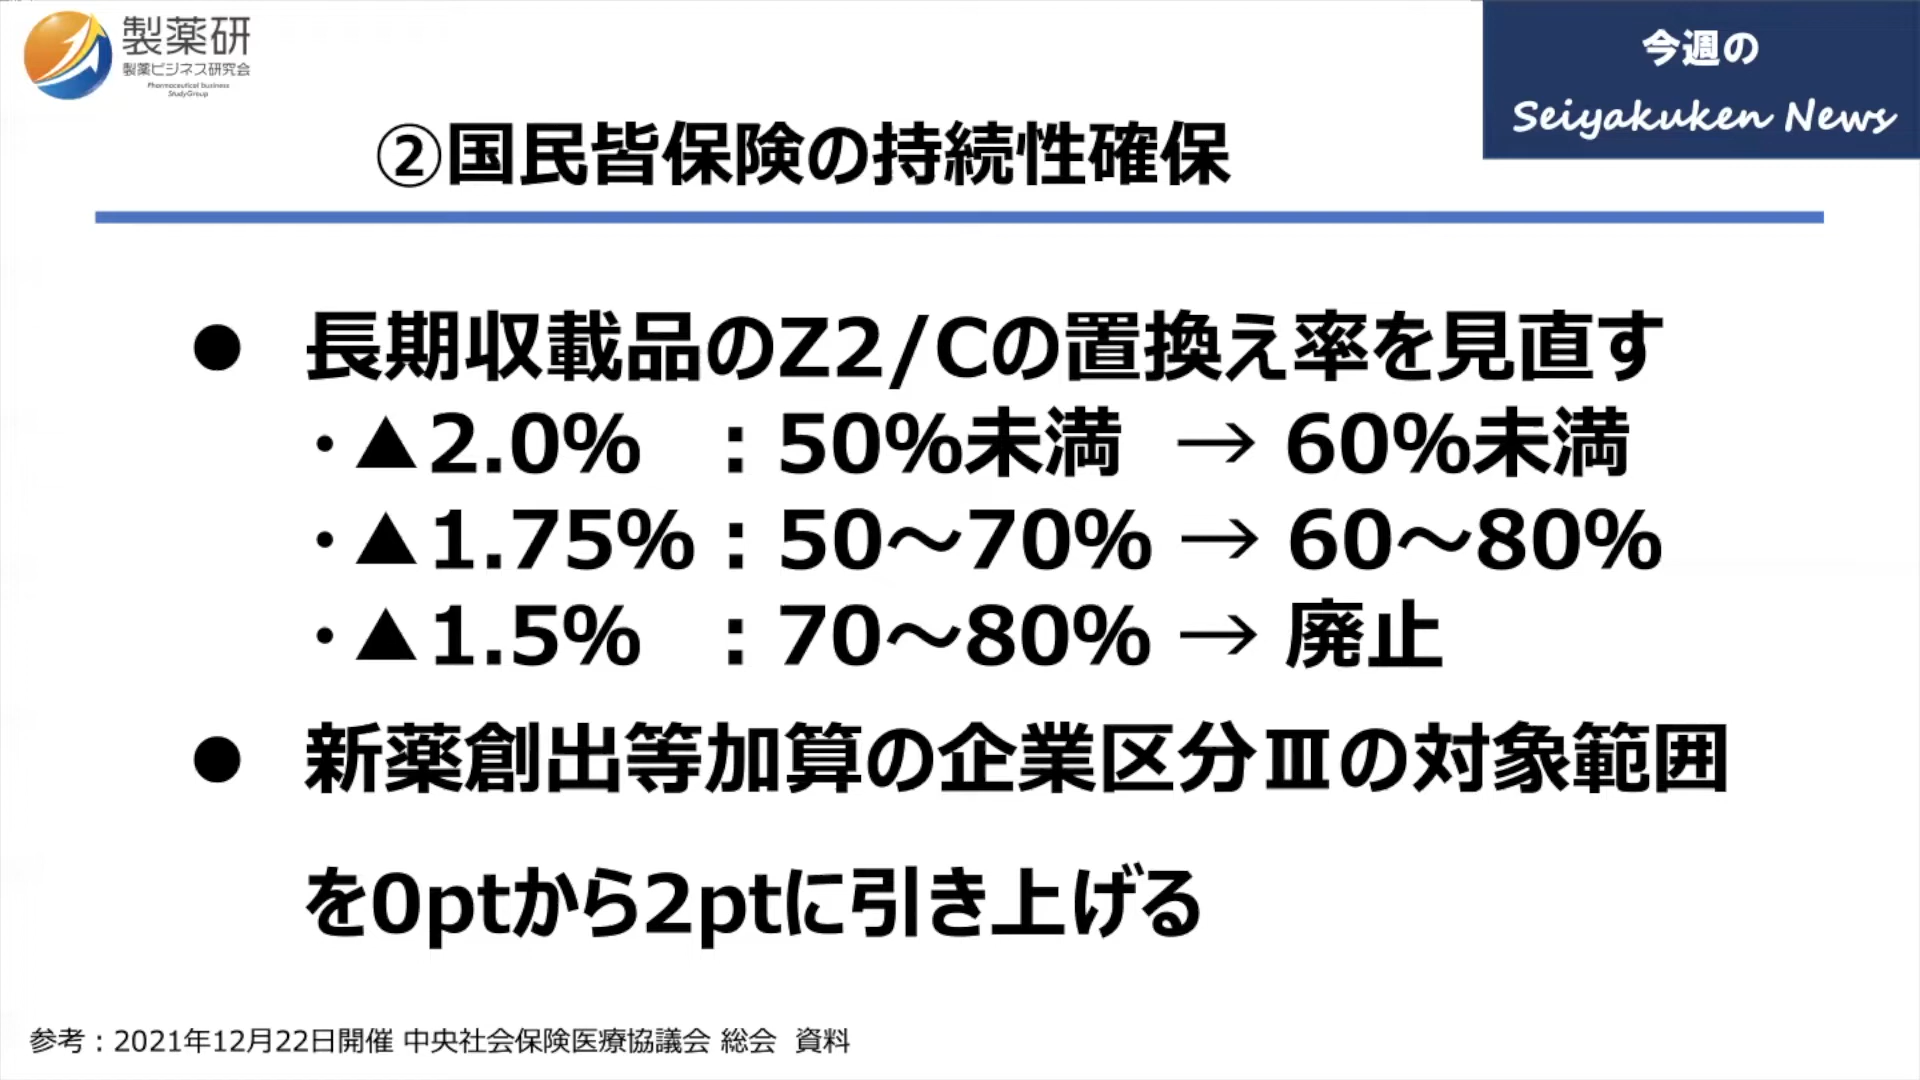 製薬研
製薬ビジネス研究会
Pharmaceutical business
StudyGroup
今週の
Seiyakuken News
②国民皆保険の持続性確保
● 長期収載品のZ2/Cの置換え率を見直す
・▲2.0% ：50%未満 → 60%未満
・▲1.75%：50～70% → 60～80%
・▲1.5% ：70～80% → 廃止
● 新薬創出等加算の企業区分Ⅲの対象範囲
を0ptから2ptに引き上げる
参考：2021年12月22日開催 中央社会保険医療協議会 総会 資料